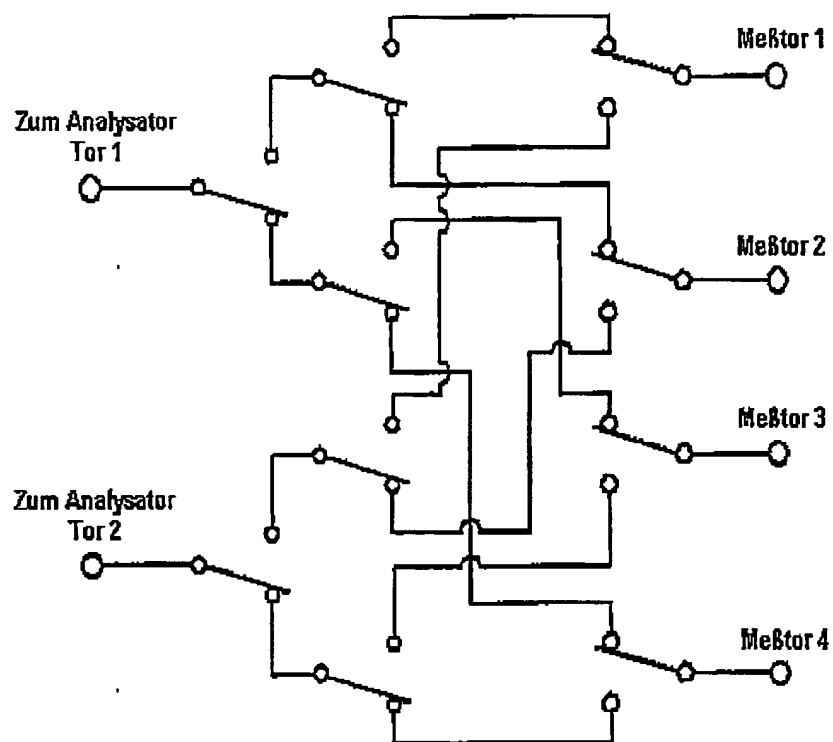 Meßtor 1
Zum Analysator
Tor 1
Meßtor 2
Meßtor 3
Zum Analysator
Tor 2
Meßtor 4